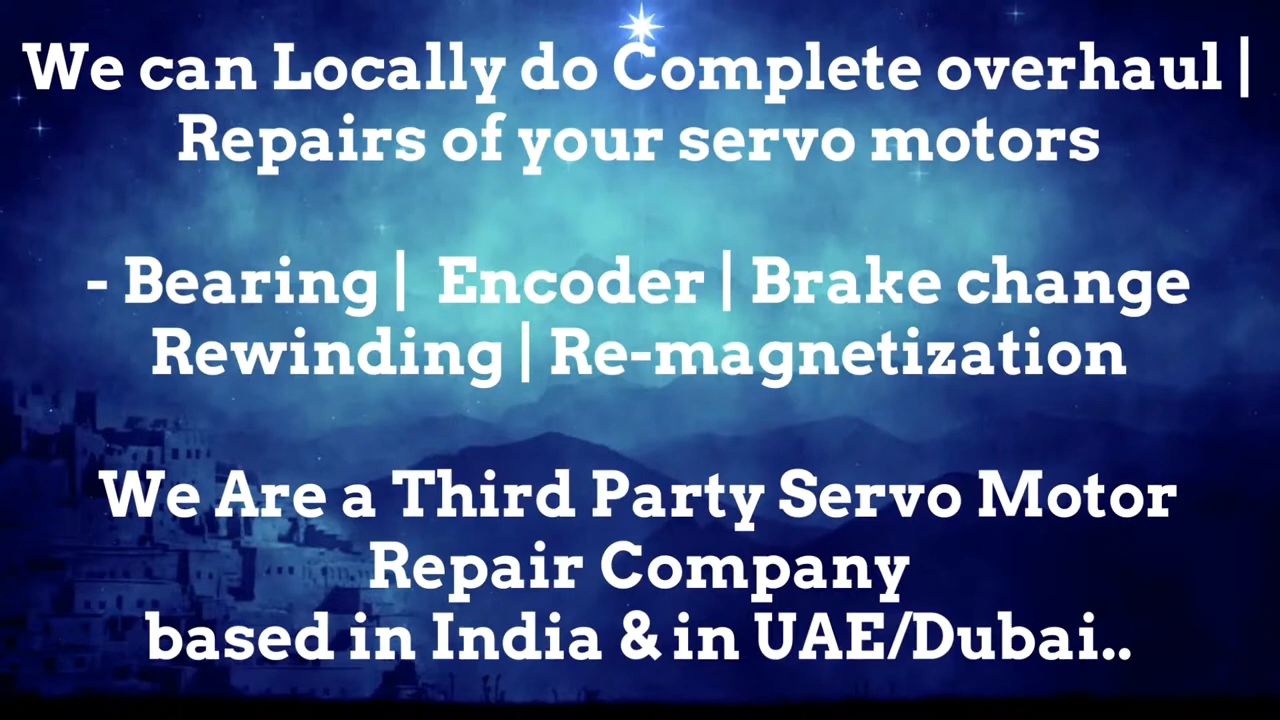 We can Locally do Complete overhaul |
Repairs of your servo motors
- Bearing |  Encoder | Brake change
Rewinding | Re-magnetization
We Are a Third Party Servo Motor
Repair Company
based in India & in UAE/Dubai..